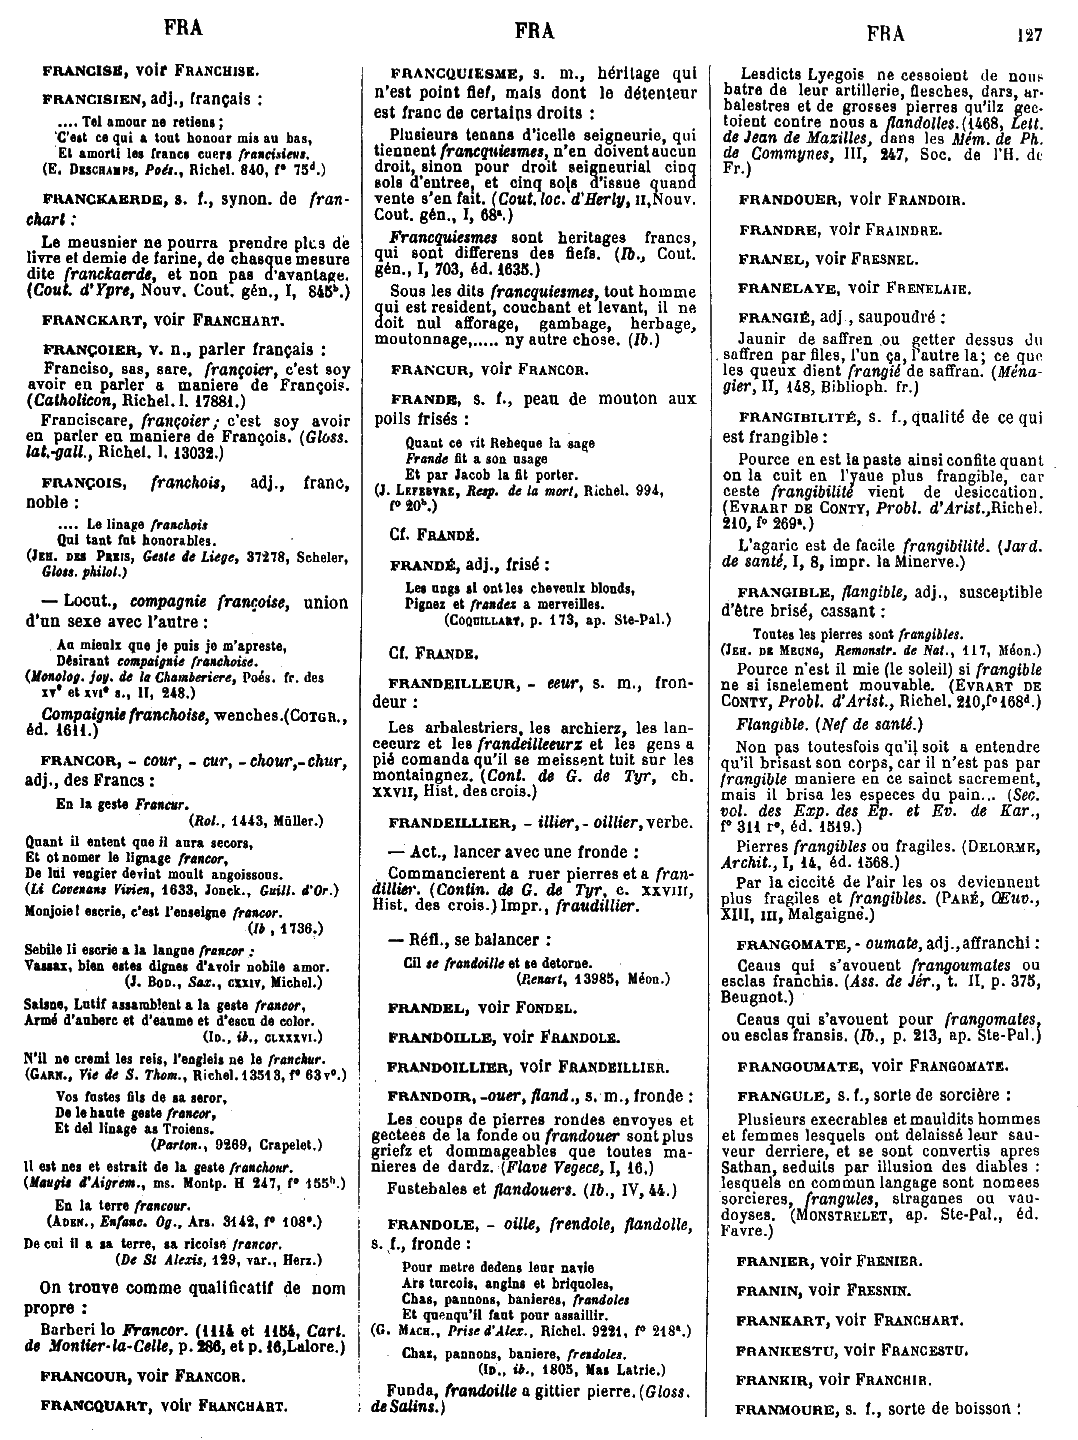 FRA
FRA
FRA
127
FRANCISE, voir FRANCHISE.
FRANCISIEN, adj., français :
.... Tel amour ne retiens ;
C'est ce qui a tout honour mis au bas,
Et amorti les francs cuers francisiens.
(E. DESCHAMPS, Poés., Richel. 840, fº 75d.)
FRANCKAERDE, s. f., synon. de fran-
chart :
Le meusnier ne pourra prendre plus de
livre et demie de farine, de chasque mesure
dite franckaerde, et non pas d'avantage.
(Cout. d'Ypre, Nouv. Cout. gén., I, 845b.)
FRANCKART, voir FRANCHART.
FRANÇOIER, v. n., parler français :
Franciso, sas, sare, françoier, c'est soy
avoir en parler a maniere de François.
(Catholicon, Richel. l. 17881.)
Franciscare, françoier ; c'est soy avoir
en parler en maniere de François. (Gloss.
lat.-gall., Richel. l. 13032.)
FRANÇOIS, franchois, adj., franc,
noble :
.... Le linage franchois
Qui tant fut honorables.
(JEH. DES PREIS, Geste de Liege, 37278, Scheler,
Gloss. philol.)
— Locut., compagnie françoise, union
d'un sexe avec l'autre :
Au mieulx que je puis je m'apreste,
Désirant compaignie franchoise.
(Monolog. joy. de la Chamberiere, Poés. fr. des
XVe et XVIe s., II, 248.)
Compaignie franchoise, wenches. (COTGR.,
éd. 1611.)
FRANCOR, - cour, - cur, - chour, - chur,
adj., des Francs :
En la geste Francur.
(Rol., 1443, Müller.)
Quant il entent que il aura secors,
Et ot nomer le lignage francor,
De lui vengier devint moult angoissous.
(Li Covenans Vivien, 1633, Jonck., Guill. d'Or.)
Monjoie ! escrie, c'est l'enseigne francor.
(Ib, 1736.)
Sebile li escrie a la langue francor :
Vassax, bien estes dignes d'avoir nobile amor.
(J. BOD., Sax., CXXIV, Michel.)
Saisne, Lutif assamblent a la geste francor,
Armé d'auberc et d'eaume et d'escu de color.
(ID., ib., CLXXXVI.)
N'il ne cremi les reis, l'engleis ne le franchur.
(GARN., Vie de S. Thom., Richel. 13513, fº 63vº.)
Vos fustes fils de sa seror,
De le haute geste francor,
Et del linage as Troiens.
(Parton., 9269, Crapelet.)
Il est nes et estrait de la geste franchour.
(Maugis d'Aigrem., ms. Montp. H 247, fº 155b.)
En la terre francour.
(ADEN., Enfanc. Og., Ars. 3142, fº 108e.)
De cui il a sa terre, sa ricoise francor.
(De St Alexis, 129, var., Herz.)
On trouve comme qualificatif de nom
propre :
Barberi lo Francor. (1114 et 1154, Cart.
de Montier-la-Celle, p. 286, et p. 16, Lalore.)
FRANCOUR, voir FRANCOR.
FRANCQUART, voir FRANCHART.
FRANCQUIESME, s. m., héritage qui
n'est point fief, mais dont le détenteur
est franc de certains droits :
Plusieurs tenans d'icelle seigneurie, qui
tiennent francquiesmes, n'en doivent aucun
droit, sinon pour droit seigneurial cinq
sols d'entree, et cinq sols d'issue quand
vente s'en fait. (Cout. loc. d'Herly, II, Nouv.
Cout. gén., I, 68a.)
Francquiesmes sont heritages francs,
qui sont differens des fiefs. (Ib., Cout.
gén., I, 703, éd. 1635.)
Sous les dits francquiesmes, tout homme
qui est resident, couchant et levant, il ne
doit nul afforage, gambage, herbage,
moutonnage,..... ny autre chose. (Ib.)
FRANCUR, voir FRANCOR.
FRANDE, s. f., peau de mouton aux
poils frisés :
Quant ce vit Rebeque la sage
Frande fit a son usage
Et par Jacob la fit porter.
(J. LEFEBVRE, Resp. de la mort, Richel. 994,
fº 20b.)
Cf. FRANDÉ.
FRANDÉ, adj., frisé :
Les ungs si ont les cheveulx blonds,
Pignez et frandez a merveilles.
(COQUILLART, p. 173, ap. Ste-Pal.)
Cf. FRANDE.
FRANDEILLEUR, - eeur, s. m., fron-
deur :
Les arbalestriers, les archierz, les lan-
ceeurz et les frandeilleeurz et les gens a
pié comanda qu'il se meissent tuit sur les
montaingnez. (Cont. de G. de Tyr, ch.
XXVII, Hist. des crois.)
FRANDEILLIER, - illier, - oillier, verbe.
— Act., lancer avec une fronde :
Commancierent a ruer pierres et a fran-
dillier. (Contin. de G. de Tyr, c. XXVIII,
Hist. des crois.) Impr., fraudillier.
— Réfl., se balancer :
Cil se frandoille et se detorne.
(Renart, 13985, Méon.)
FRANDEL, voir FONDEL.
FRANDOILLE, voir FRANDOLE.
FRANDOILLIER, voir FRANDEILLIER.
FRANDOIR, -ouer, fland., s. m., fronde :
Les coups de pierres rondes envoyes et
gectees de la fonde ou frandouer sont plus
griefz et dommageables que toutes ma-
nieres de dardz. (Flave Vegece, I, 16.)
Fustebales et flandouers. (Ib., IV, 44.)
FRANDOLE, - oille, frendole, flandolle,
s. f., fronde :
Pour metre dedens leur navie
Ars turcois, angins et briquoles,
Chas, pannons, banieres, frandoles
Et quenqu'il faut pour assaillir.
(G. MACH., Prise d'Alex., Richel. 9221, fº 218a.)
Chaz, pannons, baniere, frendoles.
(ID., ib., 1805, Mas Latrie.)
Funda, frandoille a gittier pierre. (Gloss.
de Salins.)
Lesdicts Lyegois ne cessoient de nous
batre de leur artillerie, flesches, dars, ar-
balestres et de grosses pierres qu'ilz gec-
toient contre nous a flandolles. (1468, Lett.
de Jean de Mazilles, dans les Mém. de Ph.
de Commynes, III, 247, Soc. de l'H. de
Fr.)
FRANDOUER, voir FRANDOIR.
FRANDRE, voir FRAINDRE.
FRANEL, voir FRESNEL.
FRANELAYE, voir FRENELAIE.
FRANGIÉ, adj., saupoudré :
Jaunir de saffren ou getter dessus du
saffren par files, l'un ça, l'autre la ; ce que
les queux dient frangié de saffran. (Ména-
gier, II, 148, Biblioph. fr.)
FRANGIBILITÉ, s. f., qualité de ce qui
est frangible :
Pource en est la paste ainsi confite quant
on la cuit en l'yaue plus frangible, car
ceste frangibilité vient de desiccation.
(EVRART DE CONTY, Probl. d'Arist., Richel.
210, fº 269a.)
L'agaric est de facile frangibilité. (Jard.
de santé, I, 8, impr. la Minerve.)
FRANGIBLE, flangible, adj., susceptible
d'être brisé, cassant :
Toutes les pierres sont frangibles.
(JEH. DE MEUNG, Remonstr. de Nat., 117, Méon.)
Pource n'est il mie (le soleil) si frangible
ne si isnelement mouvable. (EVRART DE
CONTY, Probl. d'Arist., Richel. 210, fº 168d.)
Flangible. (Nef de santé.)
Non pas toutesfois qu'il soit a entendre
qu'il brisast son corps, car il n'est pas par
frangible maniere en ce sainct sacrement,
mais il brisa les especes du pain... (Sec.
vol. des Exp. des Ep. et Ev. de Kar.,
fº 311 rº, éd. 1519.)
Pierres frangibles ou fragiles. (DELORME,
Archit., I, 14, éd. 1568.)
Par la ciccité de l'air les os deviennent
plus fragiles et frangibles. (PARÉ, Œuv.,
XIII, III, Malgaigne.)
FRANGOMATE, - oumate, adj., affranchi :
Ceaus qui s'avouent frangoumates ou
esclas franchis. (Ass. de Jér., t. II, p. 375,
Beugnot.)
Ceaus qui s'avouent pour frangomates,
ou esclas fransis. (Ib., p. 213, ap. Ste-Pal.)
FRANGOUMATE, voir FRANGOMATE.
FRANGULE, s. f., sorte de sorcière :
Plusieurs execrables et mauldits hommes
et femmes lesquels ont delaissé leur sau-
veur derriere, et se sont convertis apres
Sathan, seduits par illusion des diables :
lesquels en commun langage sont nomees
sorcieres, frangules, straganes ou vau-
doyses. (MONSTRELET, ap. Ste-Pal., éd.
Favre.)
FRANIER, voir FRENIER.
FRANIN, voir FRESNIN.
FRANKART, voir FRANCHART.
FRANKESTU, voir FRANCESTU.
FRANKIR, voir FRANCHIR.
FRANMOURE, s. f., sorte de boisson :